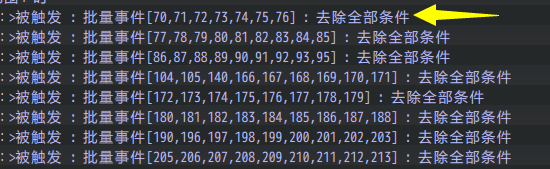 :>被触发 : 批量事件[70,71,72,73,74,75,76] : 去除全部条件
:>被触发 : 批量事件[77,78,79,80,81,82,83,84,85] : 去除全部条件
:>被触发 : 批量事件[86,87,88,89,90,91,92,93,95] : 去除全部条件
:>被触发 : 批量事件[104,105,140,166,167,168,169,170,171] : 去除全部条件
:>被触发 : 批量事件[172,173,174,175,176,177,178,179] : 去除全部条件
:>被触发 : 批量事件[180,181,182,183,184,185,186,187,188] : 去除全部条件
:>被触发 : 批量事件[190,196,197,198,199,200,201,202,203] : 去除全部条件
:>被触发 : 批量事件[205,206,207,208,209,210,211,212,213] : 去除全部条件